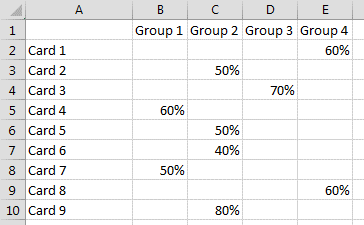 A B C D E
1 Group 1 Group 2 Group 3 Group 4
2 Card 1 60%
3 Card 2 50%
4 Card 3 70%
5 Card 4 60%
6 Card 5 50%
7 Card 6 40%
8 Card 7 50%
9 Card 8 60%
10 Card 9 80%